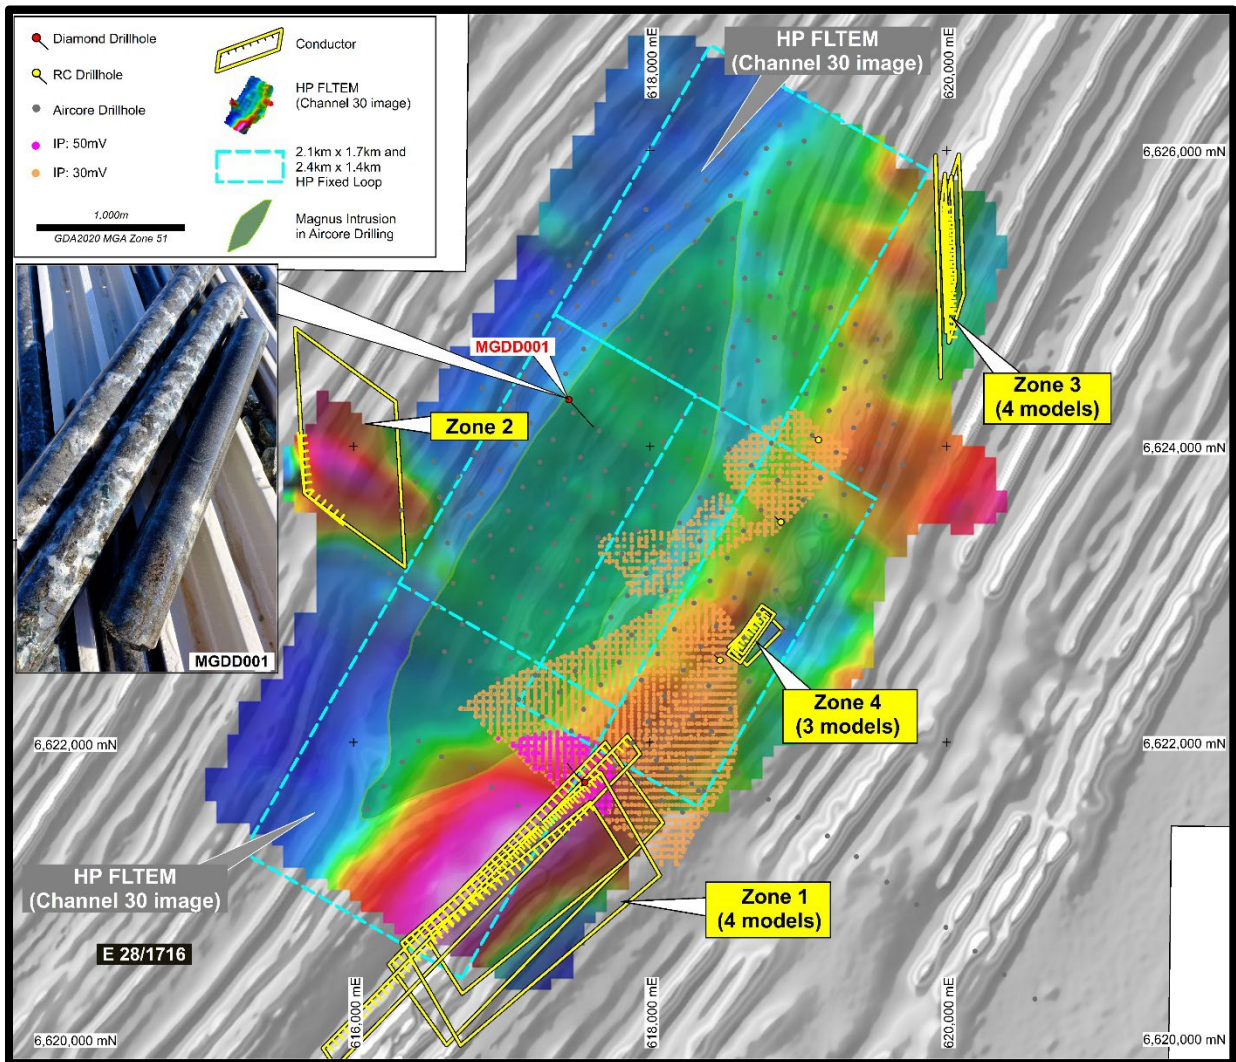 Diamond Drillhole
RC Drillhole
Aircore Drillhole
IP: 50mV
IP: 30mV
1,000m
GDA2020 MGA Zone 51
Conductor
HP FLTEM
(Channel 30 image)
2.1km x 1.7km and
2.4km x 1.4km
HP Fixed Loop
Magnus Intrusion
in Aircore Drilling
618,000 mE
HP FLTEM
(Channel 30 image)
620,000 mE
6,626,000 mN
MGDD001
Zone 3
(4 models)
Zone 2
6,624,000 mN
MGDD001
Zone 4
(3 models)
6,622,000 mN
6,622,000 mN
HP FLTEM
(Channel 30 image)
Zone 1
(4 models)
E 28/1716
616,000 mE
618,000 mE
620,000 mE
6,620,000 mN
6,620,000 mN